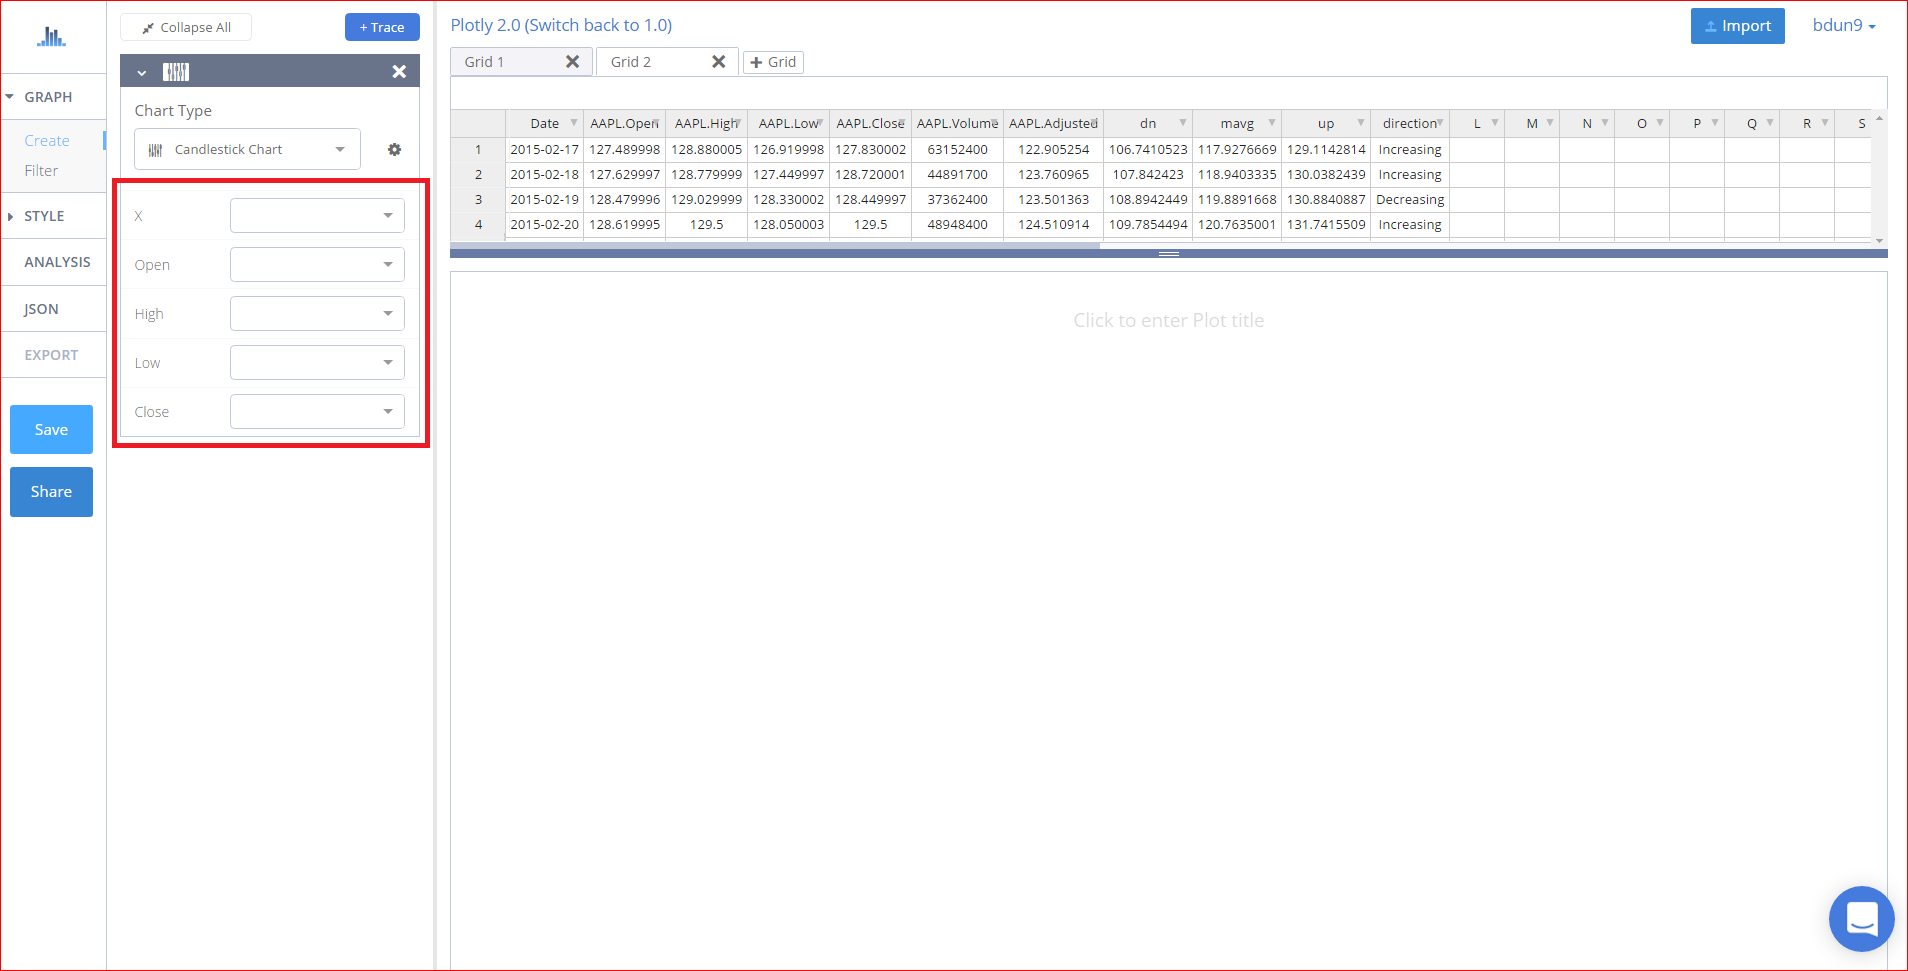 Collapse All
+ Trace
Plotly 2.0 (Switch back to 1.0)
Import
bdun9
Grid 1
Grid 2
+ Grid
GRAPH
Create
Filter
STYLE
ANALYSIS
JSON
EXPORT
Save
Share
Chart Type
Candlestick Chart
X
Open
High
Low
Close
Date AAPL.Open AAPL.High AAPL.Low AAPL.Close AAPL.Volume AAPL.Adjusted dn mavg up direction L M N O P Q R S
1 2015-02-17 127.489998 128.880005 126.919998 127.830002 63152400 122.905254 106.7410523 117.9276669 129.1142814 Increasing
2 2015-02-18 127.629997 128.779999 127.449997 128.720001 44891700 123.760965 107.842423 118.9403335 130.0382439 Increasing
3 2015-02-19 128.479996 129.029999 128.330002 128.449997 37362400 123.501363 108.8942449 119.8891668 130.8840887 Decreasing
4 2015-02-20 128.619995 129.5 128.050003 129.5 48948400 124.510914 109.7854494 120.7635001 131.7415509 Increasing
Click to enter Plot title